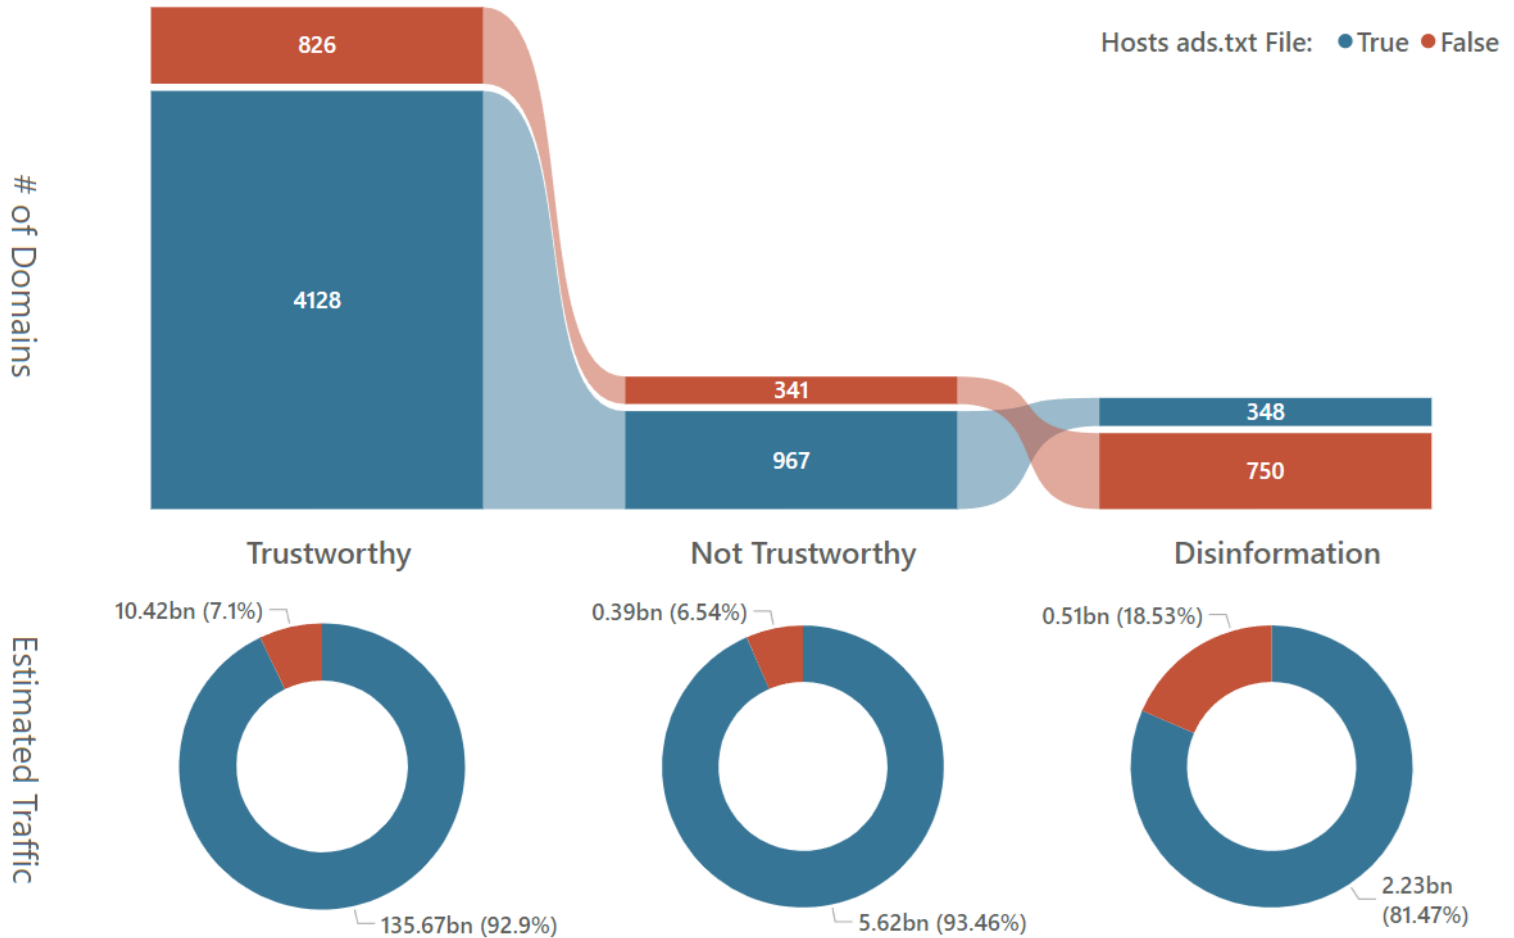 Hosts ads.txt File: True False
# of Domains
826
4128
341
967
348
750
Trustworthy
Not Trustworthy
Disinformation
Estimated Traffic
10.42bn (7.1%)
135.67bn (92.9%)
0.39bn (6.54%)
5.62bn (93.46%)
0.51bn (18.53%)
2.23bn
(81.47%)